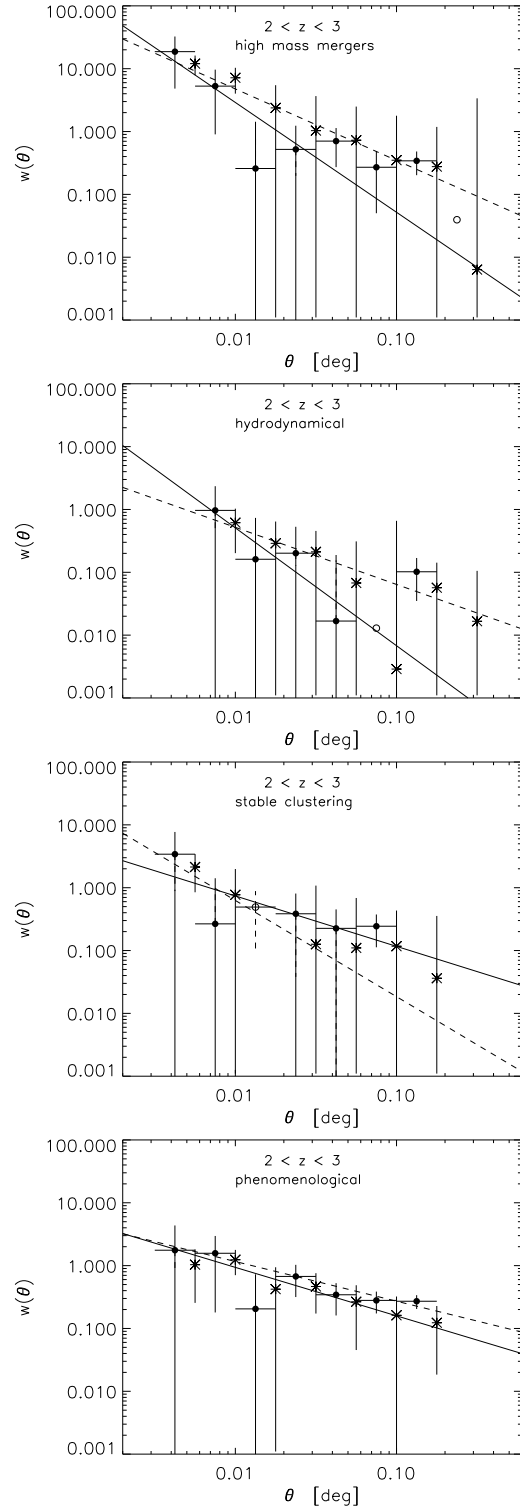 2 < z < 3
high mass mergers
100.000
10.000
1.000
0.100
0.010
0.001
w(θ)
0.01
0.10
θ [deg]
2 < z < 3
hydrodynamical
100.000
10.000
1.000
0.100
0.010
0.001
w(θ)
0.01
0.10
θ [deg]
2 < z < 3
stable clustering
100.000
10.000
1.000
0.100
0.010
0.001
w(θ)
0.01
0.10
θ [deg]
2 < z < 3
phenomenological
100.000
10.000
1.000
0.100
0.010
0.001
w(θ)
0.01
0.10
θ [deg]